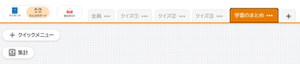 全員 ••• クイズ① ••• クイズ② ••• クイズ③ ••• 学習のまとめ ••• +
+ クイックメニュー
集計